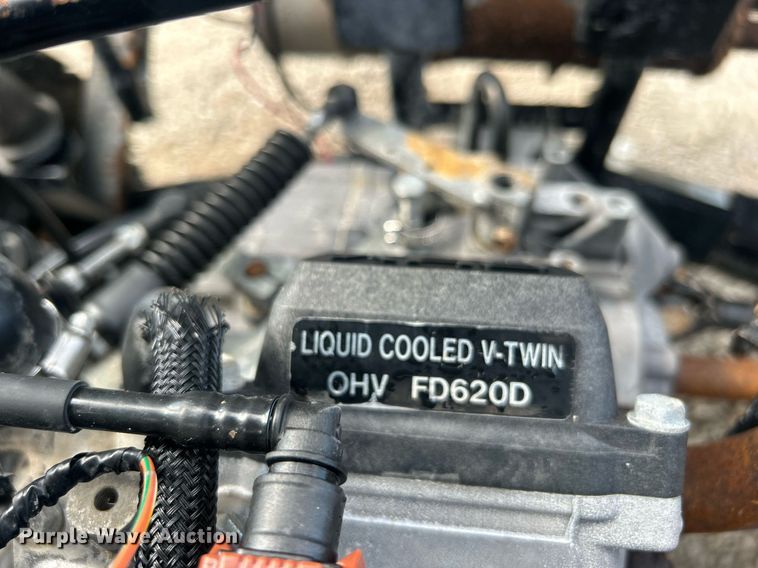 LIQUID COOLED V-TWIN
OHV FD620D
Purple Wave Auction